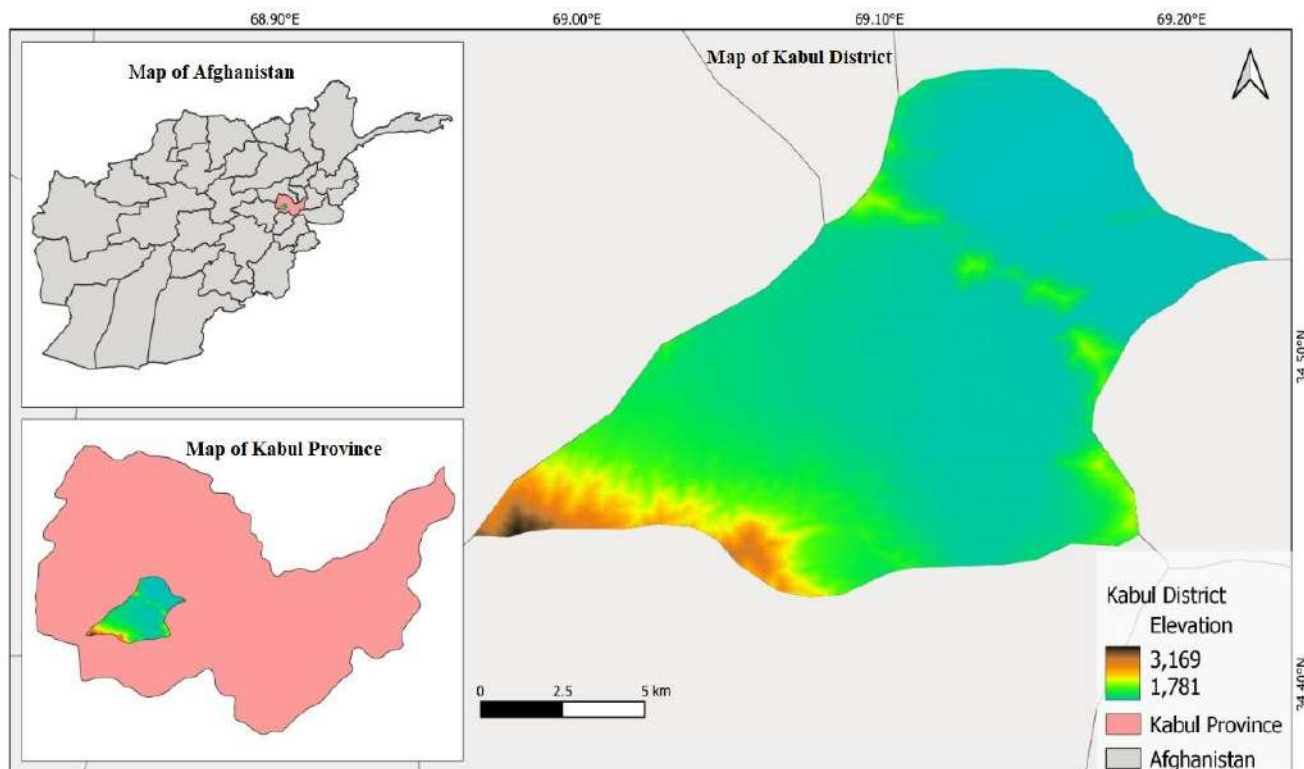 68.90°E
69.00°E
69.10°E
69.20°E
Map of Afghanistan
Map of Kabul District
34.50°N
Map of Kabul Province
34.40°N
0 2.5 5 km
Kabul District
Elevation
3,169
1,781
Kabul Province
Afghanistan